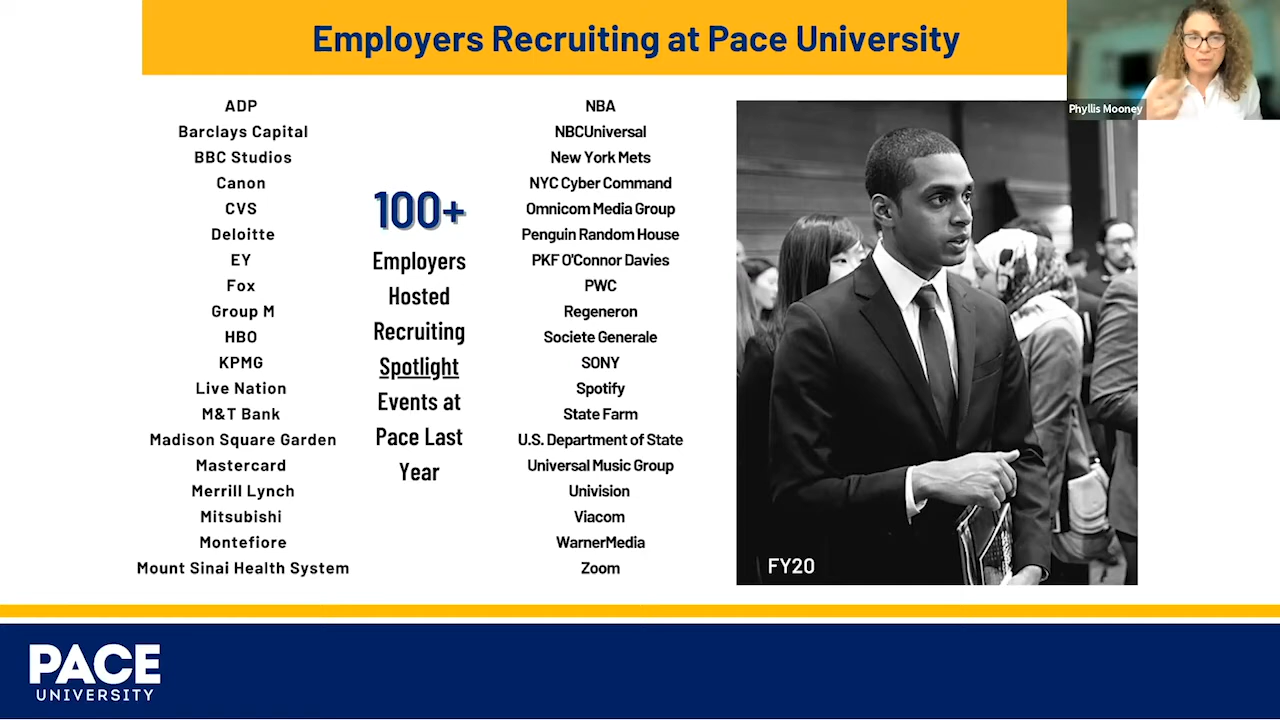 Employers Recruiting at Pace University
Phyllis Mooney
ADP
Barclays Capital
BBC Studios
Canon
CVS
Deloitte
EY
Fox
Group M
HBO
KPMG
Live Nation
M&T Bank
Madison Square Garden
Mastercard
Merrill Lynch
Mitsubishi
Montefiore
Mount Sinai Health System
100+
Employers
Hosted
Recruiting
Spotlight
Events at
Pace Last
Year
NBA
NBCUniversal
New York Mets
NYC Cyber Command
Omnicom Media Group
Penguin Random House
PKF O'Connor Davies
PWC
Regeneron
Societe Generale
SONY
Spotify
State Farm
U.S. Department of State
Universal Music Group
Univision
Viacom
WarnerMedia
Zoom
FY20
PACE
UNIVERSITY